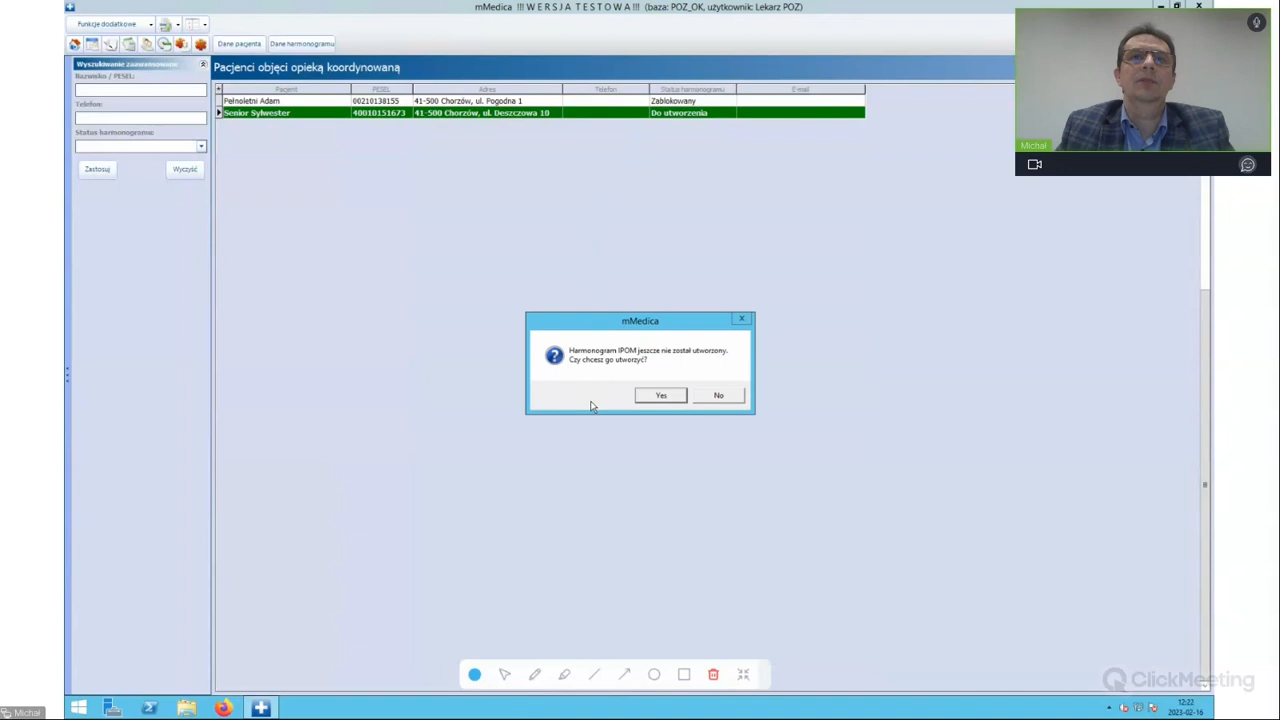 mMedica !!! W E R S J A T E S T O W A !!! (baza: POZ_OK, użytkownik: Lekarz POZ)
Funkcje dodatkowe
Dane pacjenta
Dane harmonogramu
Wyszukiwanie zaawansowane
Nazwisko / PESEL:
Telefon:
Status harmonogramu:
Zastosuj
Wyczyść
Pacjenci objęci opieką koordynowaną
Pacjent PESEL Adres Telefon Status harmonogramu E-mail
Pełnoletni Adam 00210138155 41-500 Chorzów, ul. Pogodna 1 Zablokowany
Senior Sylwester 40010151673 41-500 Chorzów, ul. Deszczowa 10 Do utworzenia
Michał
mMedica
Harmonogram IPOM jeszcze nie został utworzony.
Czy chcesz go utworzyć?
Yes
No
ClickMeeting
12:22
2023-02-16
Michał